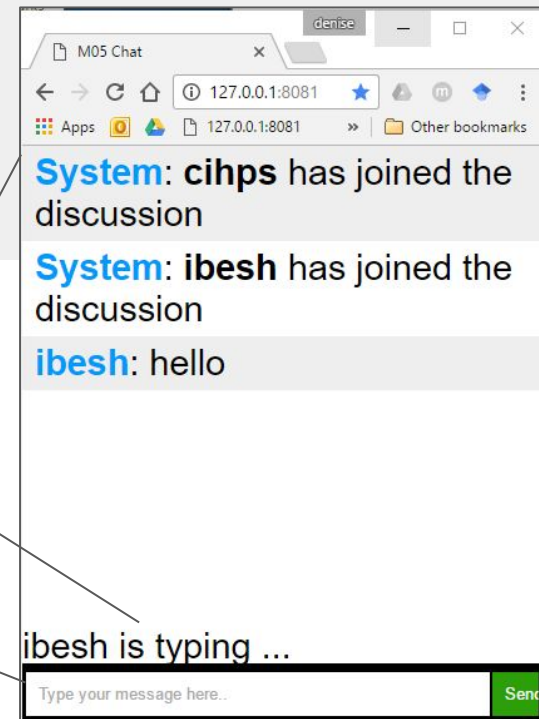 denise
M05 Chat
127.0.0.1:8081
Apps 127.0.0.1:8081 » Other bookmarks
System: cihps has joined the
discussion
System: ibesh has joined the
discussion
ibesh: hello
ibesh is typing ...
Type your message here.. Send